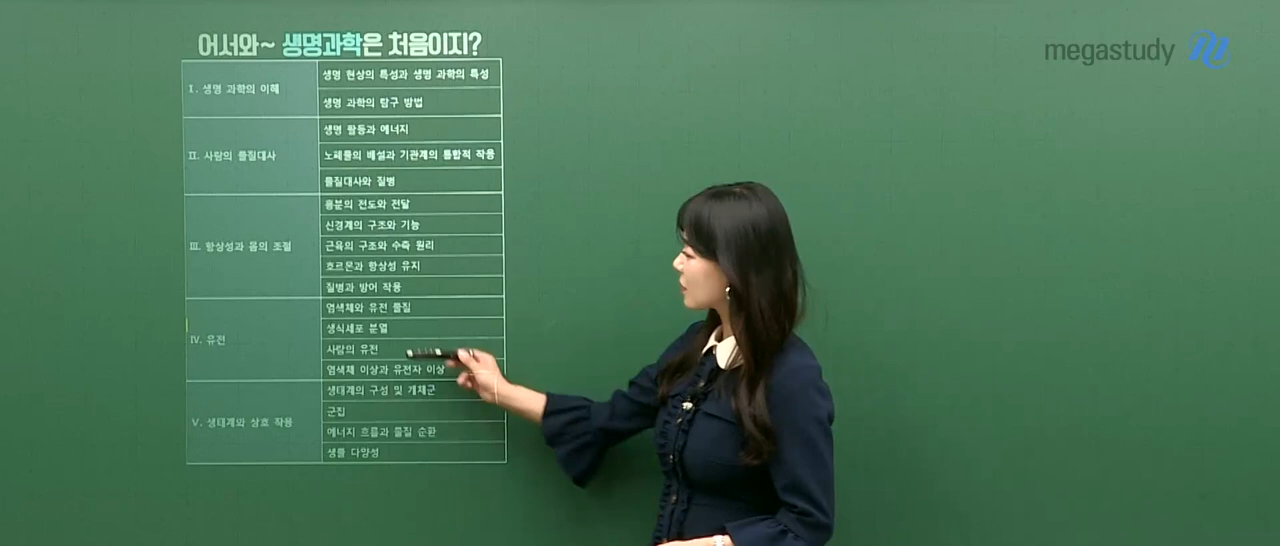 어서와~ 생명과학은 처음이지?
megastudy
Ⅰ. 생명 과학의 이해
생명 현상의 특성과 생명 과학의 특성
생명 과학의 탐구 방법
Ⅱ. 사람의 물질대사
생명 활동과 에너지
노폐물의 배설과 기관계의 통합적 작용
물질대사와 질병
Ⅲ. 항상성과 몸의 조절
흥분의 전도와 전달
신경계의 구조와 기능
근육의 구조와 수축 원리
호르몬과 항상성 유지
질병과 방어 작용
Ⅳ. 유전
염색체와 유전 물질
생식세포 분열
사람의 유전
염색체 이상과 유전자 이상
Ⅴ. 생태계와 상호 작용
생태계의 구성 및 개체군
군집
에너지 흐름과 물질 순환
생물 다양성